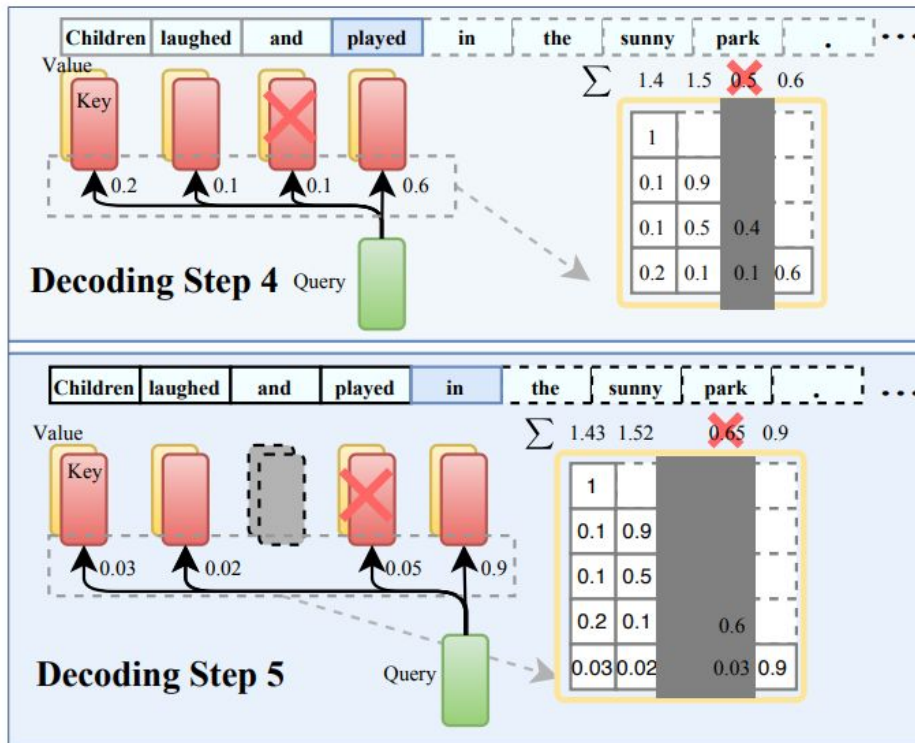 Children laughed and played in the sunny park . ...
Value
Key
∑ 1.4 1.5 0.5 0.6
1
0.1 0.9
0.1 0.5 0.4
0.2 0.1 0.1 0.6
0.2 0.1 0.1 0.6
Decoding Step 4
Query
Children laughed and played in the sunny park . ...
Value
Key
∑ 1.43 1.52 0.65 0.9
1
0.1 0.9
0.1 0.5
0.2 0.1 0.6
0.03 0.02 0.03 0.9
0.03 0.02 0.05 0.9
Decoding Step 5
Query